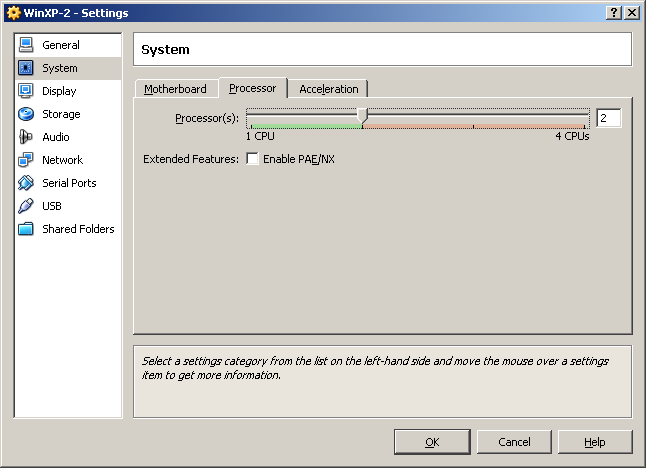 WinXP-2 - Settings
General
System
Display
Storage
Audio
Network
Serial Ports
USB
Shared Folders
System
Motherboard Processor Acceleration
Processor(s): 2
1 CPU 4 CPUs
Extended Features: Enable PAE/NX
Select a settings category from the list on the left-hand side and move the mouse over a settings
item to get more information.
OK Cancel Help